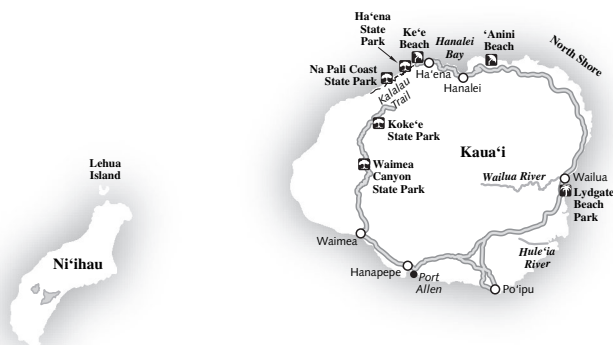 Ha‘ena
State
Park
Ke‘e
Beach
Hanalei
Bay
‘Anini
Beach
North Shore
Na Pali Coast
State Park
Ha‘ena
Hanalei
Kalalau
Trail
Koke‘e
State Park
Kaua‘i
Waimea
Canyon
State Park
Wailua River
Wailua
Lydgate
Beach
Park
Lehua
Island
Waimea
Hule‘ia
River
Ni‘ihau
Hanapepe
Port
Allen
Po‘ipu